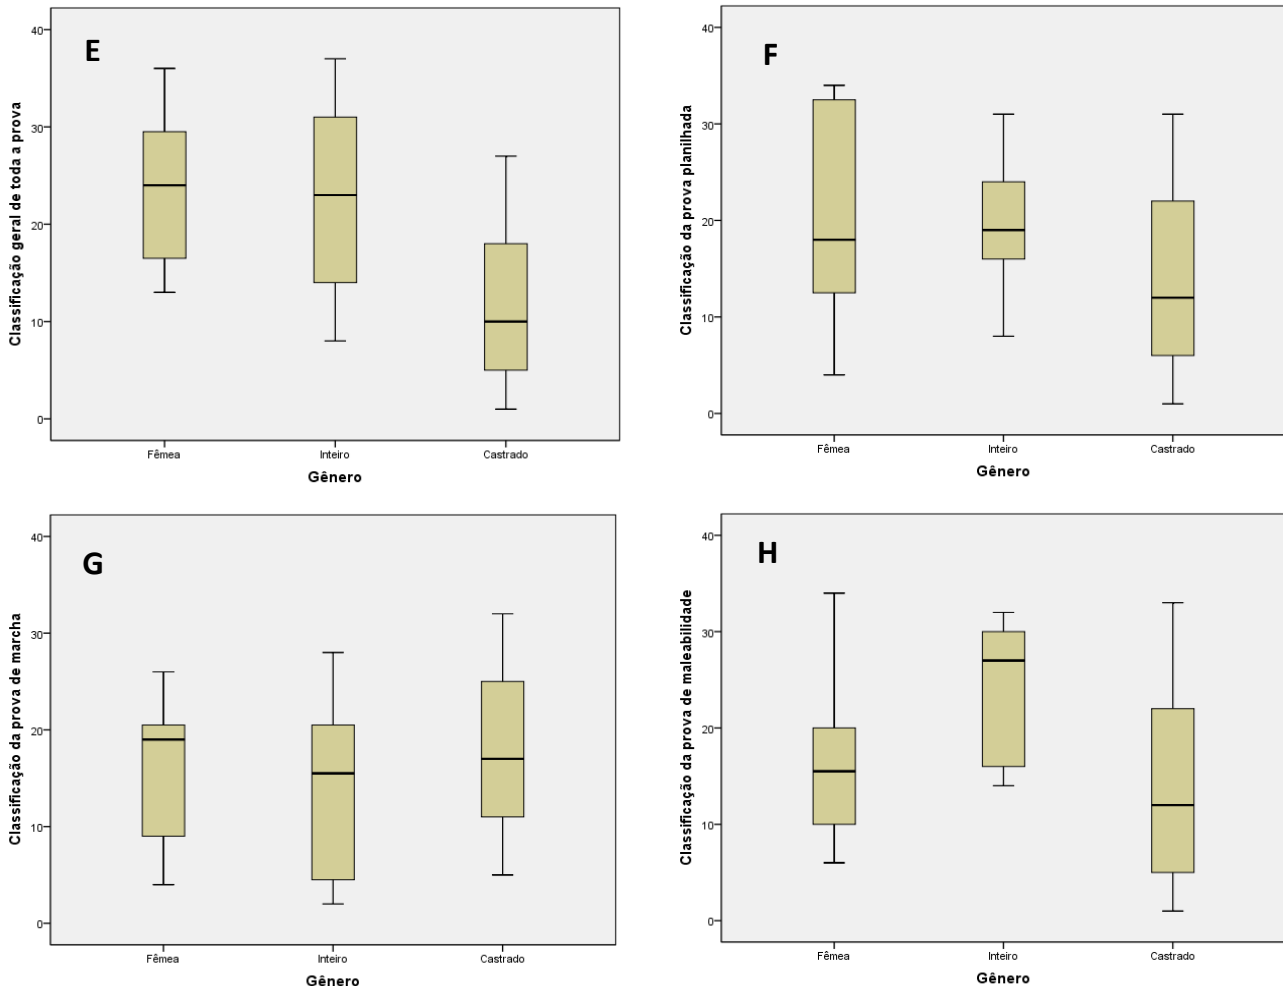 E
Classificação geral de toda a prova
40
30
20
10
0
Fêmea Inteiro Castrado
Gênero
F
Classificação da prova planilhada
40
30
20
10
0
Fêmea Inteiro Castrado
Gênero
G
Classificação da prova de marcha
40
30
20
10
0
Fêmea Inteiro Castrado
Gênero
H
Classificação da prova de maleabilidade
40
30
20
10
0
Fêmea Inteiro Castrado
Gênero